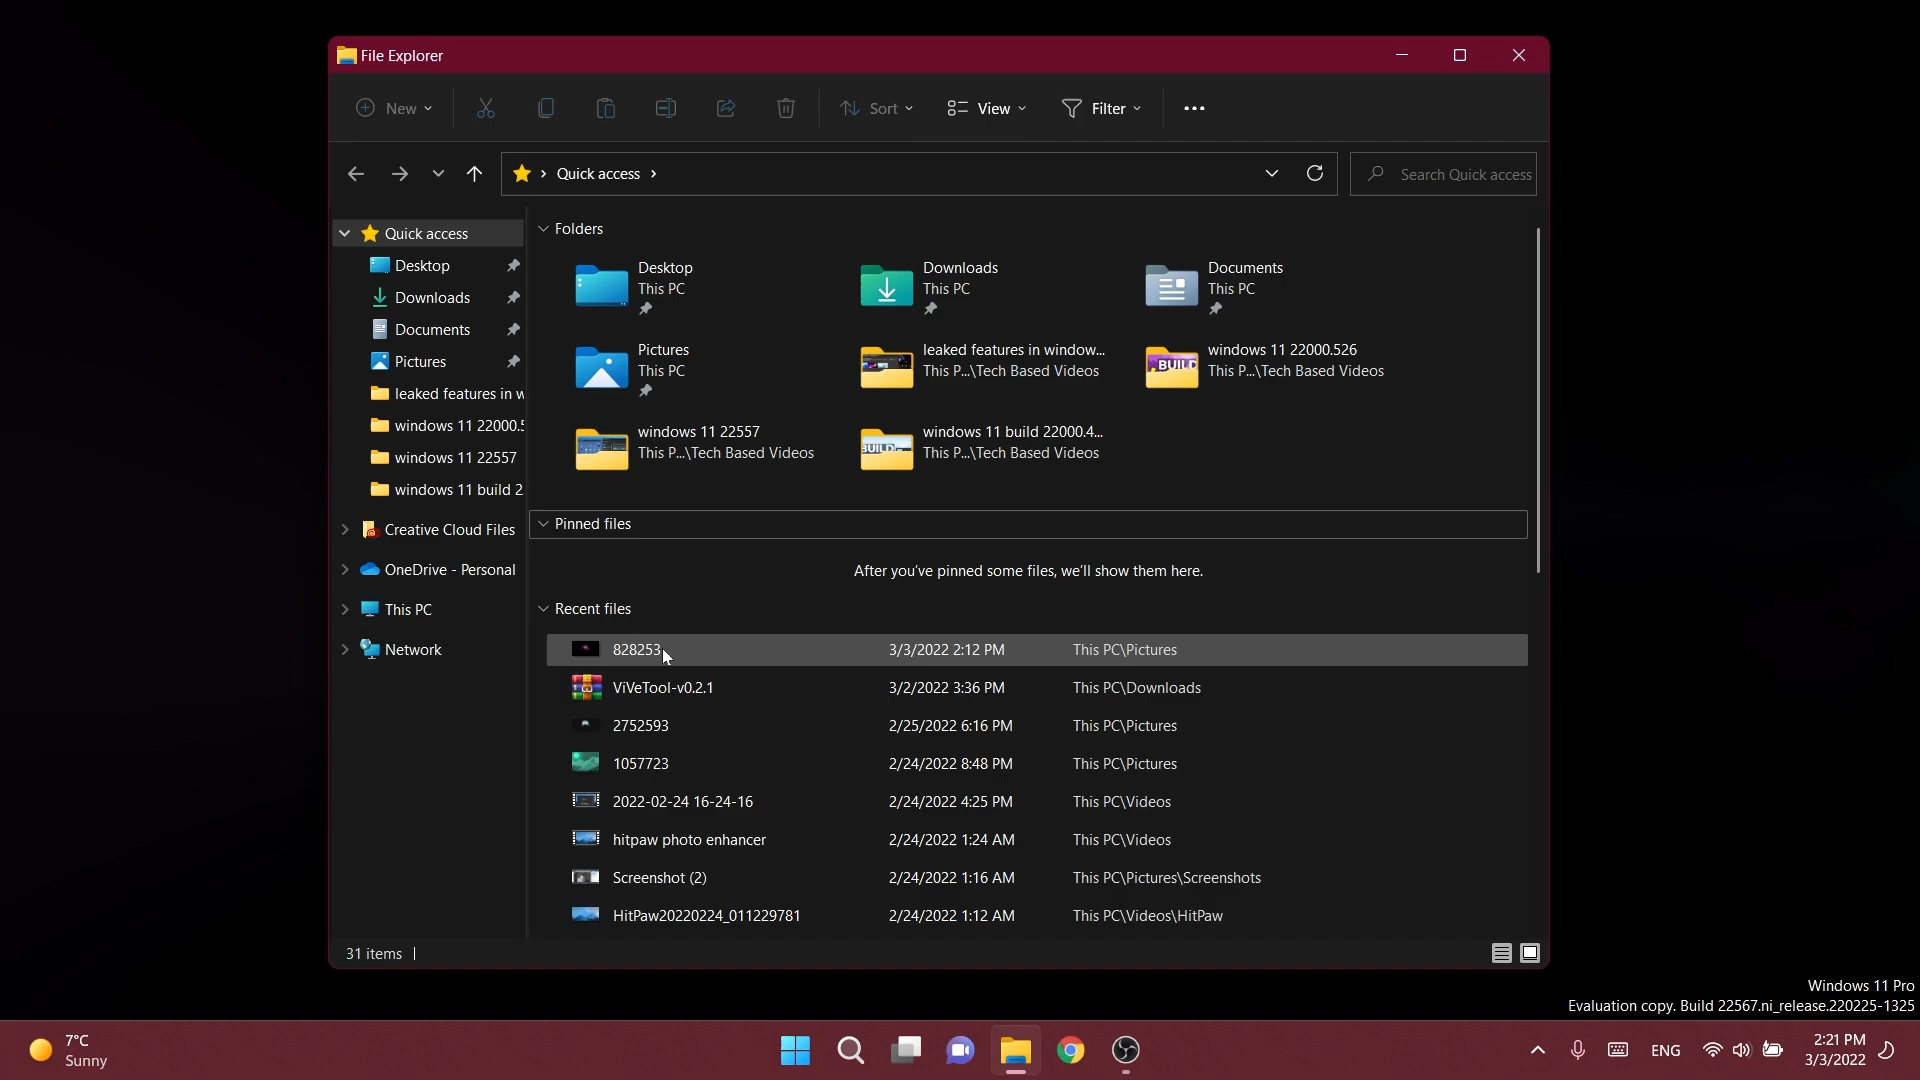 File Explorer
New
Sort
View
Filter
Quick access
Search Quick access
Quick access
Desktop
Downloads
Documents
Pictures
leaked features in w
windows 11 22000.5
windows 11 22557
windows 11 build 2
Creative Cloud Files
OneDrive - Personal
This PC
Network
Folders
Desktop
This PC
Downloads
This PC
Documents
This PC
Pictures
This PC
leaked features in window...
This P...\Tech Based Videos
windows 11 22000.526
This P...\Tech Based Videos
windows 11 22557
This P...\Tech Based Videos
windows 11 build 22000.4...
This P...\Tech Based Videos
BUILD
BUILD
Pinned files
After you've pinned some files, we'll show them here.
Recent files
828253 3/3/2022 2:12 PM This PC\Pictures
ViVeTool-v0.2.1 3/2/2022 3:36 PM This PC\Downloads
2752593 2/25/2022 6:16 PM This PC\Pictures
1057723 2/24/2022 8:48 PM This PC\Pictures
2022-02-24 16-24-16 2/24/2022 4:25 PM This PC\Videos
hitpaw photo enhancer 2/24/2022 1:24 AM This PC\Videos
Screenshot (2) 2/24/2022 1:16 AM This PC\Pictures\Screenshots
HitPaw20220224_011229781 2/24/2022 1:12 AM This PC\Videos\HitPaw
31 items
Windows 11 Pro
Evaluation copy. Build 22567.ni_release.220225-1325
7°C
Sunny
ENG
2:21 PM
3/3/2022